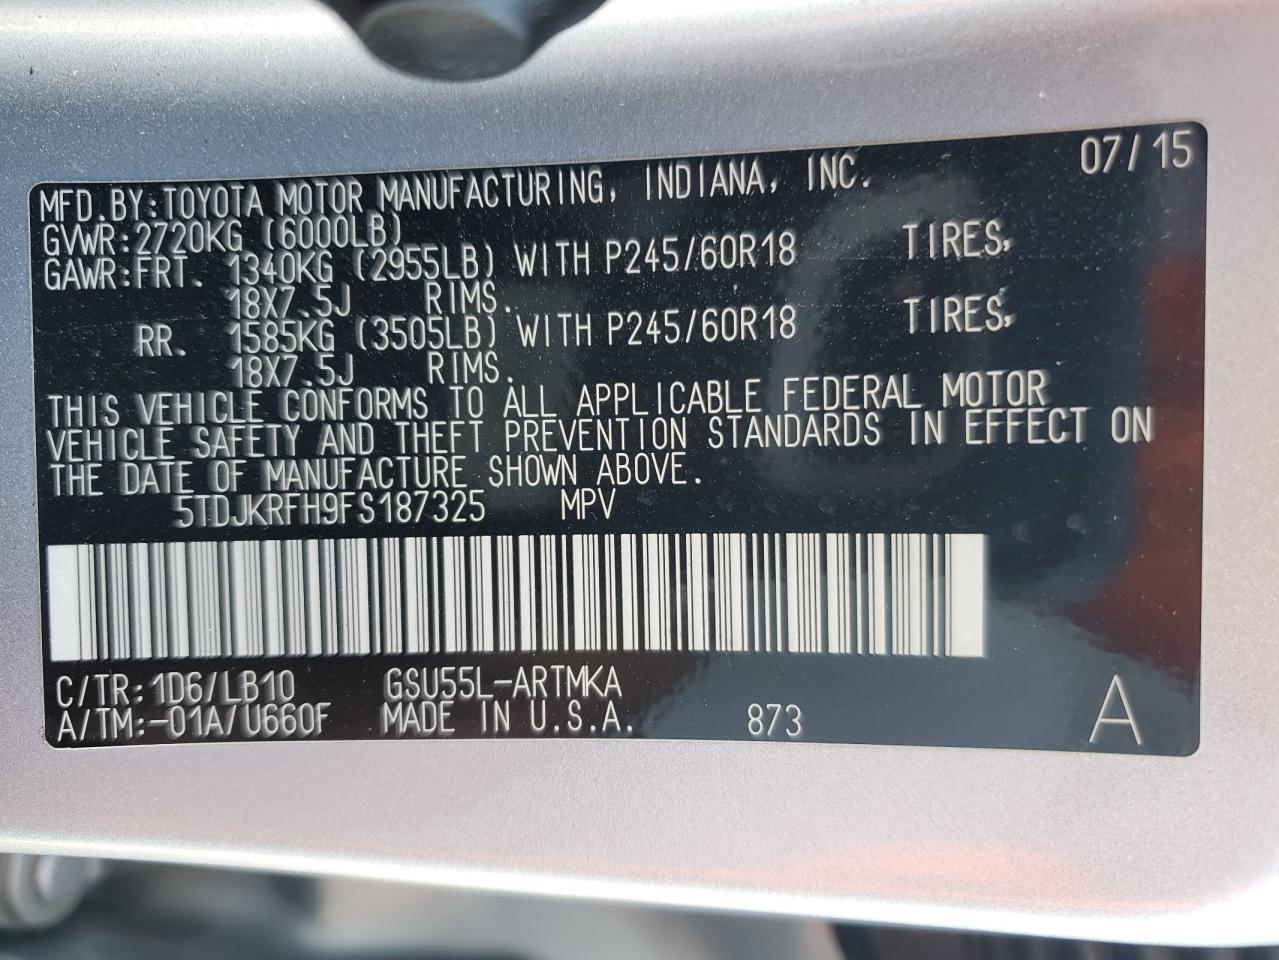 07/15
MFD.BY:TOYOTA MOTOR MANUFACTURING, INDIANA, INC.
GVWR:2720KG (6000LB)
GAWR:FRT. 1340KG (2955LB) WITH P245/60R18 TIRES,
18X7.5J RIMS.
RR. 1585KG (3505LB) WITH P245/60R18 TIRES,
18X7.5J RIMS.
THIS VEHICLE CONFORMS TO ALL APPLICABLE FEDERAL MOTOR
VEHICLE SAFETY AND THEFT PREVENTION STANDARDS IN EFFECT ON
THE DATE OF MANUFACTURE SHOWN ABOVE.
5TDJKRFH9FS187325 MPV
C/TR:1D6/LB10 GSU55L-ARTMKA
A/TM:-01A/U660F MADE IN U.S.A. 873 A